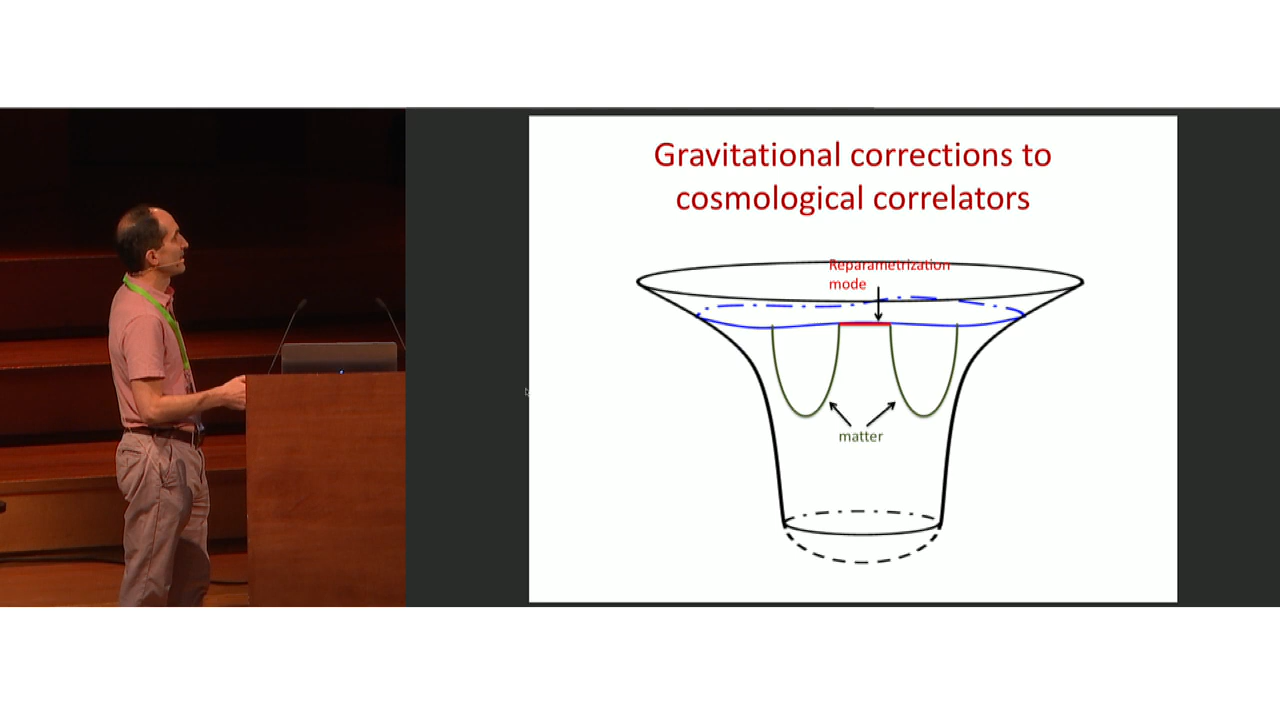 Gravitational corrections to
cosmological correlators
Reparametrization
mode
matter